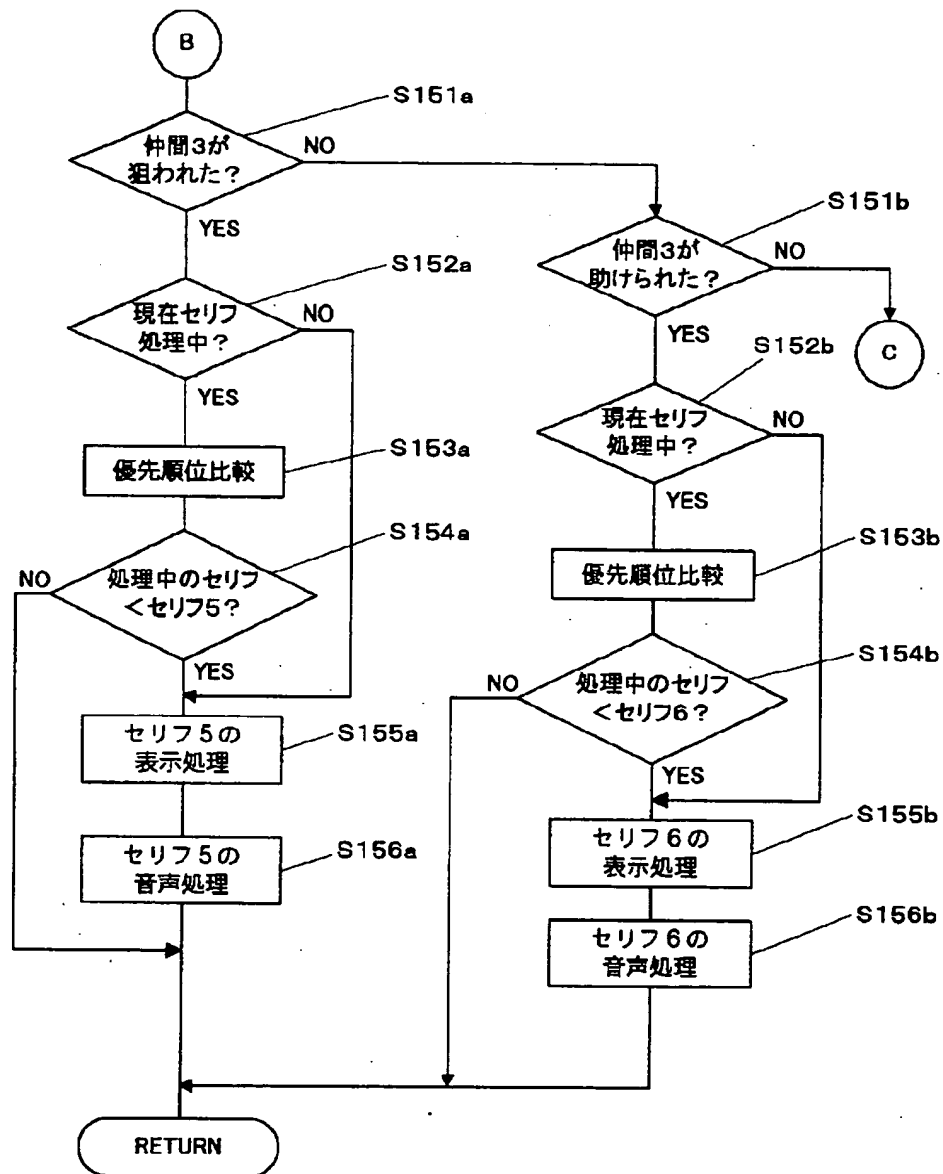 B
S151a
仲間3が
狙われた?
NO
YES
S151b
仲間3が
助けられた?
NO
YES
C
S152a
現在セリフ
処理中?
NO
YES
S152b
現在セリフ
処理中?
NO
YES
S153a
優先順位比較
S153b
優先順位比較
S154a
処理中のセリフ
<セリフ5?
NO
YES
S154b
処理中のセリフ
<セリフ6?
NO
YES
S155a
セリフ5の
表示処理
S155b
セリフ6の
表示処理
S156a
セリフ5の
音声処理
S156b
セリフ6の
音声処理
RETURN